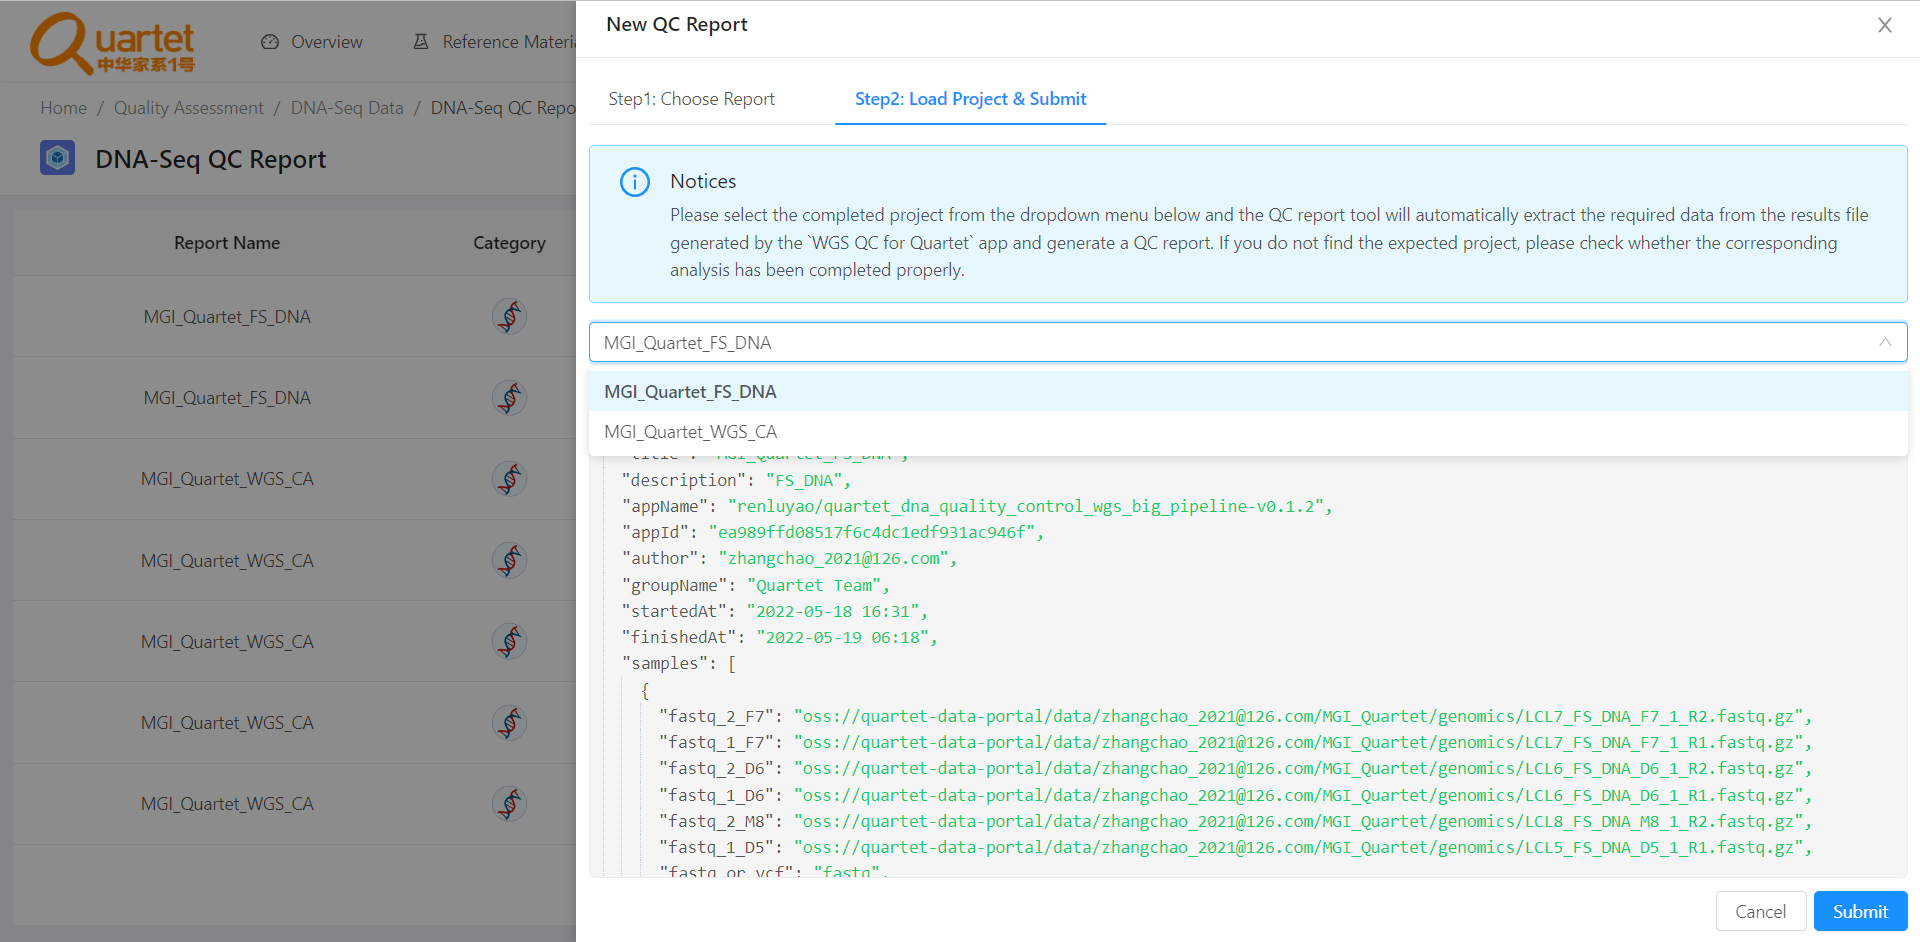 uartet
中华家系1号
Overview
Reference Materia
Home / Quality Assessment / DNA-Seq Data / DNA-Seq QC Repo
DNA-Seq QC Report
Report Name Category
MGI_Quartet_FS_DNA
MGI_Quartet_FS_DNA
MGI_Quartet_WGS_CA
MGI_Quartet_WGS_CA
MGI_Quartet_WGS_CA
MGI_Quartet_WGS_CA
MGI_Quartet_WGS_CA
New QC Report
Step1: Choose Report
Step2: Load Project & Submit
Notices
Please select the completed project from the dropdown menu below and the QC report tool will automatically extract the required data from the results file
generated by the `WGS QC for Quartet` app and generate a QC report. If you do not find the expected project, please check whether the corresponding
analysis has been completed properly.
MGI_Quartet_FS_DNA
MGI_Quartet_FS_DNA
MGI_Quartet_WGS_CA
"title": "MGI_Quartet_FS_DNA",
"description": "FS_DNA",
"appName": "renluyao/quartet_dna_quality_control_wgs_big_pipeline-v0.1.2",
"appId": "ea989ffd08517f6c4dc1edf931ac946f",
"author": "zhangchao_2021@126.com",
"groupName": "Quartet Team",
"startedAt": "2022-05-18 16:31",
"finishedAt": "2022-05-19 06:18",
"samples": [
{
"fastq_2_F7": "oss://quartet-data-portal/data/zhangchao_2021@126.com/MGI_Quartet/genomics/LCL7_FS_DNA_F7_1_R2.fastq.gz",
"fastq_1_F7": "oss://quartet-data-portal/data/zhangchao_2021@126.com/MGI_Quartet/genomics/LCL7_FS_DNA_F7_1_R1.fastq.gz",
"fastq_2_D6": "oss://quartet-data-portal/data/zhangchao_2021@126.com/MGI_Quartet/genomics/LCL6_FS_DNA_D6_1_R2.fastq.gz",
"fastq_1_D6": "oss://quartet-data-portal/data/zhangchao_2021@126.com/MGI_Quartet/genomics/LCL6_FS_DNA_D6_1_R1.fastq.gz",
"fastq_2_M8": "oss://quartet-data-portal/data/zhangchao_2021@126.com/MGI_Quartet/genomics/LCL8_FS_DNA_M8_1_R2.fastq.gz",
"fastq_1_D5": "oss://quartet-data-portal/data/zhangchao_2021@126.com/MGI_Quartet/genomics/LCL5_FS_DNA_D5_1_R1.fastq.gz",
"fastq_or_vcf": "fastq",
Cancel
Submit